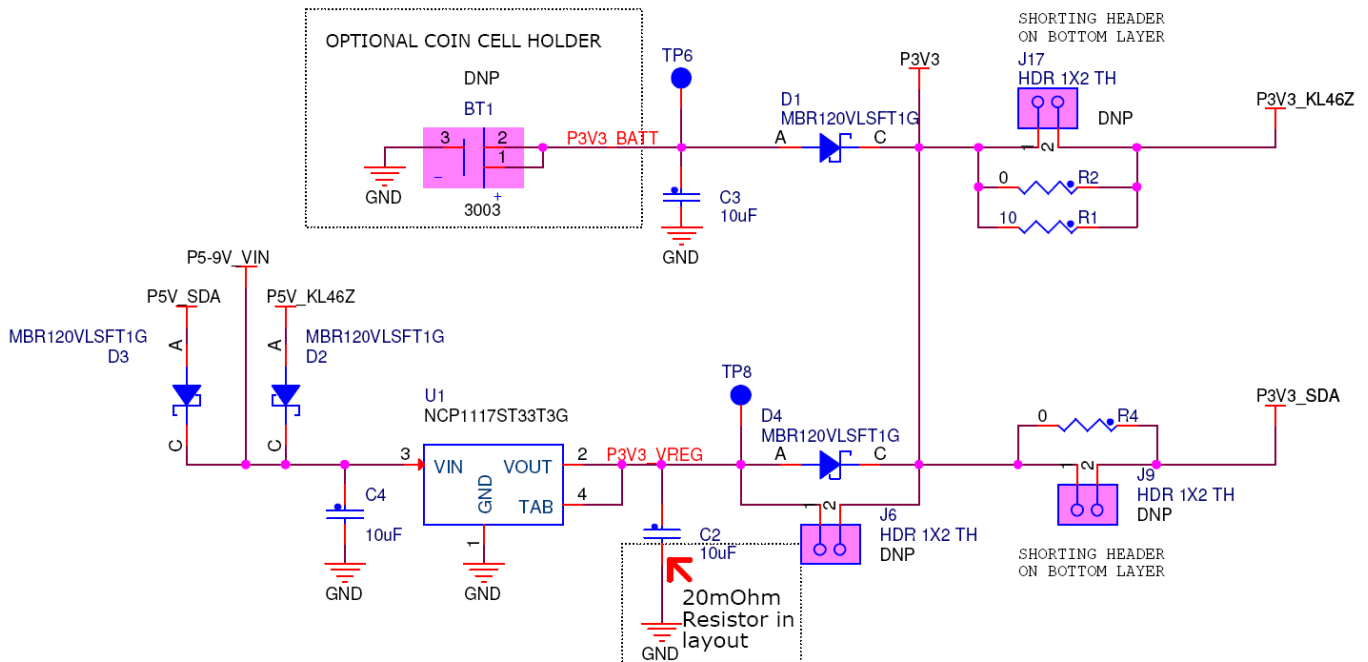 OPTIONAL COIN CELL HOLDER
DNP
BT1
3
2
1
-
+
3003
GND
P3V3_BATT
TP6
C3
10uF
GND
D1
MBR120VLSFT1G
A
C
P3V3
SHORTING HEADER
ON BOTTOM LAYER
J17
HDR 1X2 TH
DNP
1
2
0
R2
10
R1
P3V3_KL46Z
P5-9V_VIN
P5V_SDA
P5V_KL46Z
MBR120VLSFT1G
D3
A
C
MBR120VLSFT1G
D2
A
C
C4
10uF
GND
U1
NCP1117ST33T3G
3
VIN
VOUT
2
GND
TAB
4
1
GND
P3V3_VREG
C2
10uF
20mOhm
Resistor in
layout
GND
TP8
D4
MBR120VLSFT1G
A
C
1
2
J6
HDR 1X2 TH
DNP
0
R4
P3V3_SDA
1
2
J9
HDR 1X2 TH
DNP
SHORTING HEADER
ON BOTTOM LAYER